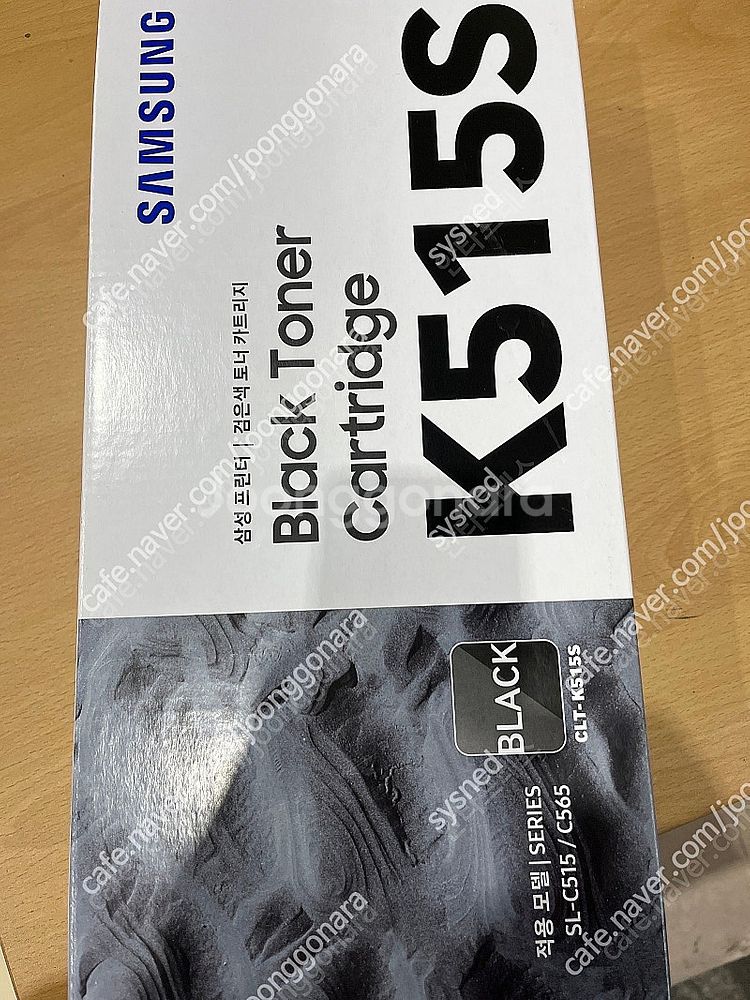 SAMSUNG
삼성 프린터 | 검은색 토너 카트리지
Black Toner
Cartridge
K515S
BLACK
CLT-K515S
적용 모델 | SERIES
SL-C515 / C565
cafe.naver.com/joonggonara
sysned
Joonggonara